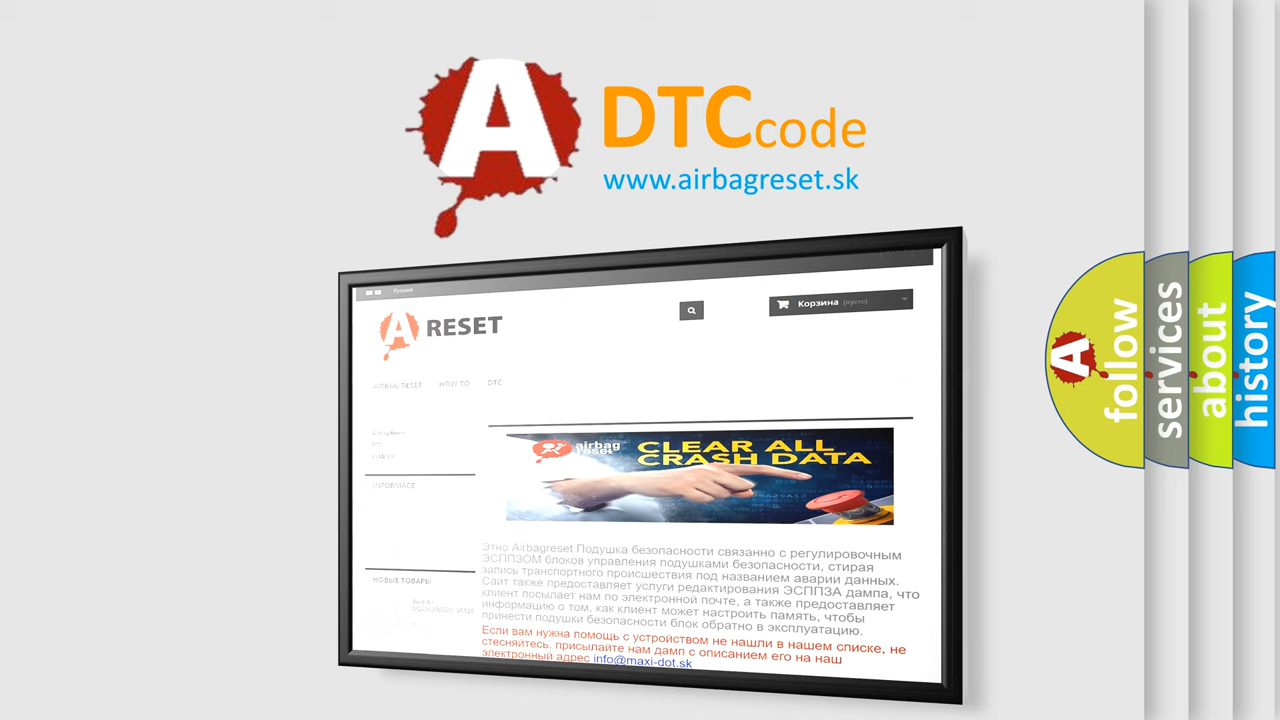 A
DTCcode
www.airbagreset.sk
Русский
Корзина (пусто)
A RESET
AIRBAG RESET HOW TO DTC
INFORMACE
airbag
reset
CLEAR ALL
CRASH DATA
Этно Airbagreset Подушка безопасности связанно с регулировочным
ЭСППЗОМ блоков управления подушками безопасности, стирая
запись транспортного происшествия под названием аварии данных.
Сайт также предоставляет услуги редактирования ЭСППЗА дампа, что
клиент посылает нам по электронной почте, а также предоставляет
информацию о том, как клиент может настроить память, чтобы
принести подушки безопасности блок обратно в эксплуатацию.
Если вам нужна помощь с устройством не нашли в нашем списке, не
стесняйтесь, присылайте нам дамп с описанием его на наш
электронный адрес info@maxi-dot.sk
НОВЫЕ ТОВАРЫ
A
follow
services
about
history